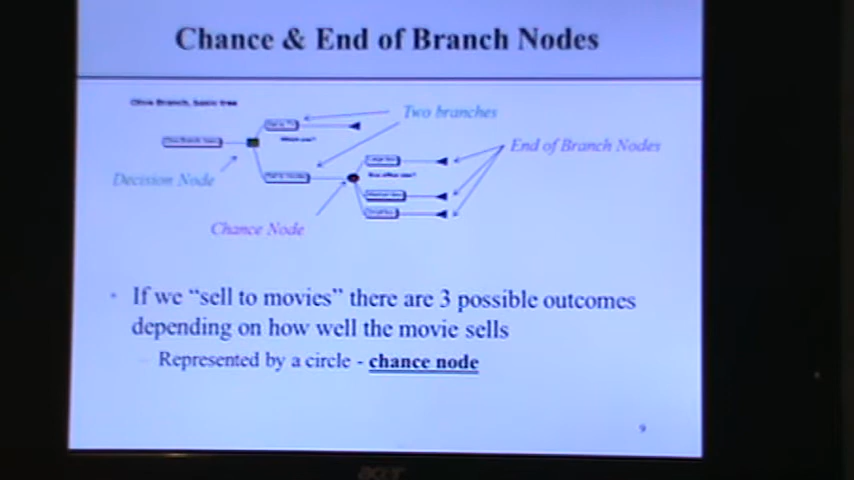 Chance & End of Branch Nodes
Olive Branch, basic tree
Two branches
End of Branch Nodes
Decision Node
Chance Node
• If we “sell to movies” there are 3 possible outcomes
depending on how well the movie sells
– Represented by a circle - chance node
9
acer